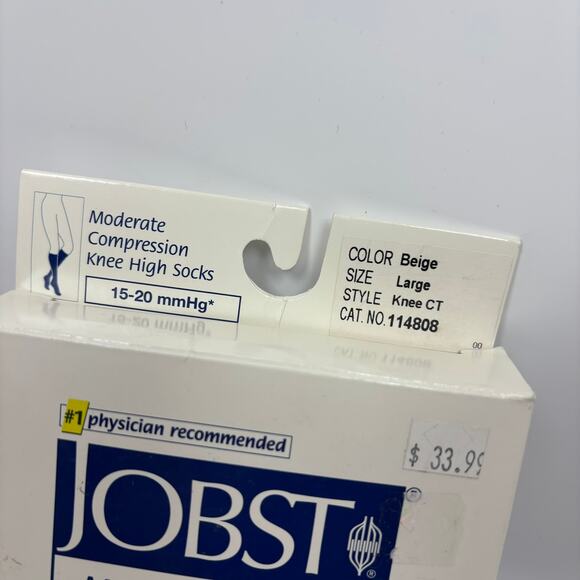 Moderate
Compression
Knee High Socks
15-20 mmHg*
COLOR Beige
SIZE Large
STYLE Knee CT
CAT. NO. 114808
00
#1 physician recommended
$ 33.99
JOBST®